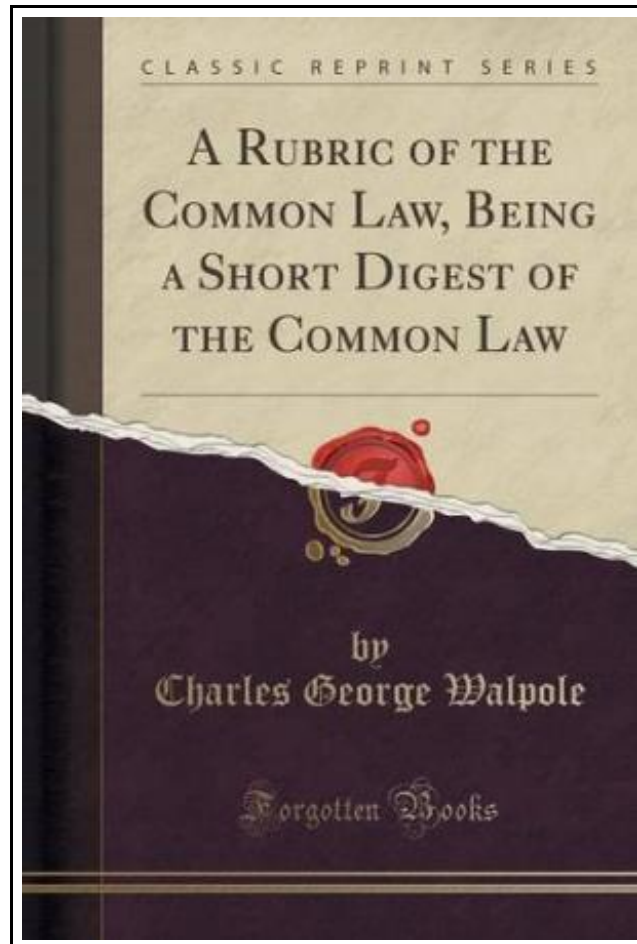 CLASSIC REPRINT SERIES
A RUBRIC OF THE
COMMON LAW, BEING
A SHORT DIGEST OF
THE COMMON LAW
by
Charles George Walpole
Forgotten Books